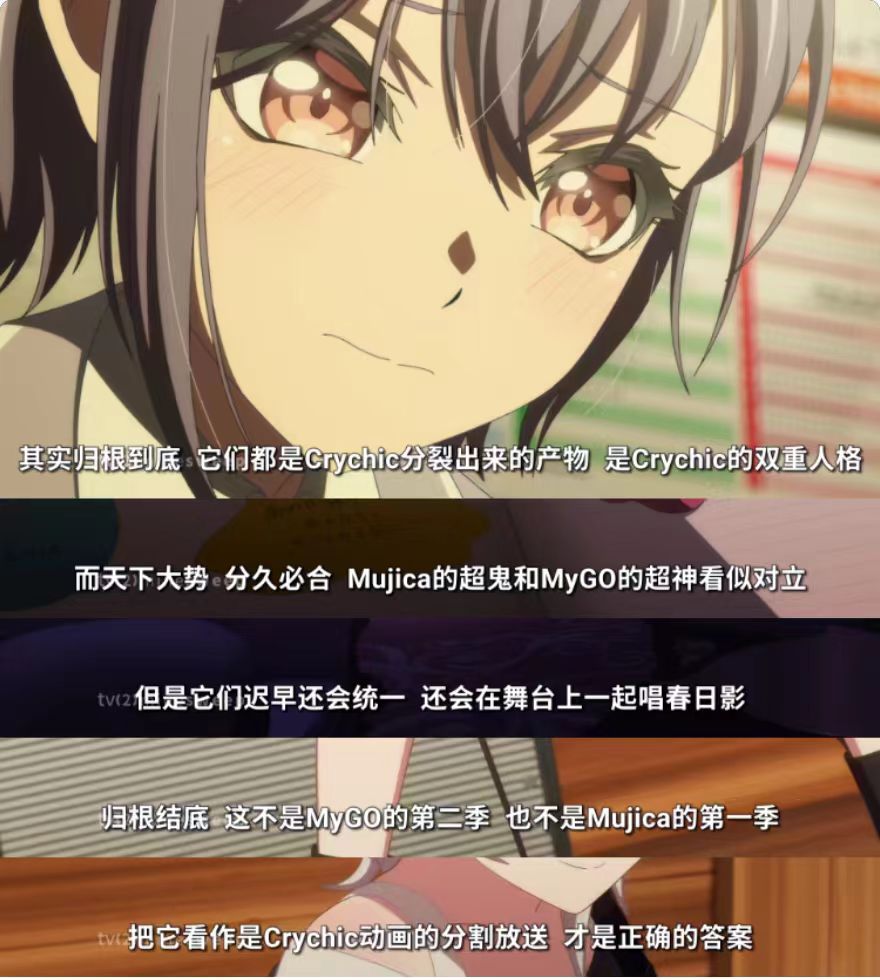 其实归根到底 它们都是Crychic分裂出来的产物 是Crychic的双重人格
而天下大势 分久必合 Mujica的超鬼和MyGO的超神看似对立
但是它们迟早还会统一 还会在舞台上一起唱春日影
归根结底 这不是MyGO的第二季 也不是Mujica的第一季
把它看作是Crychic动画的分割放送 才是正确的答案